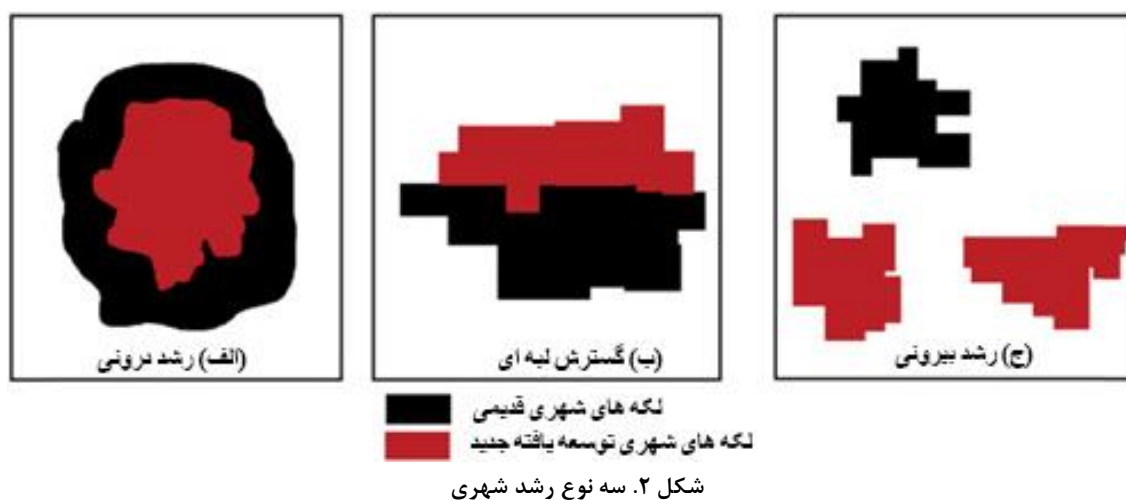 (الف) رشد درونی
(ب) گسترش لبه ای
(ج) رشد بیرونی
لکه های شهری قدیمی
لکه های شهری توسعه یافته جدید
شکل ۲. سه نوع رشد شهری